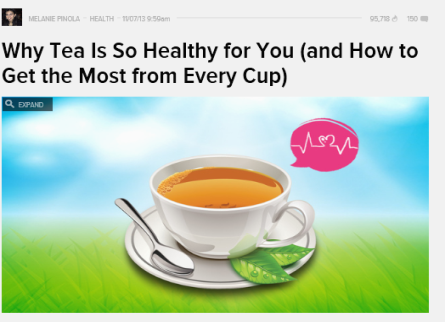 MELANIE PINOLA HEALTH 11/07/13 9:59am 95,718 150
Why Tea Is So Healthy for You (and How to
Get the Most from Every Cup)
EXPAND